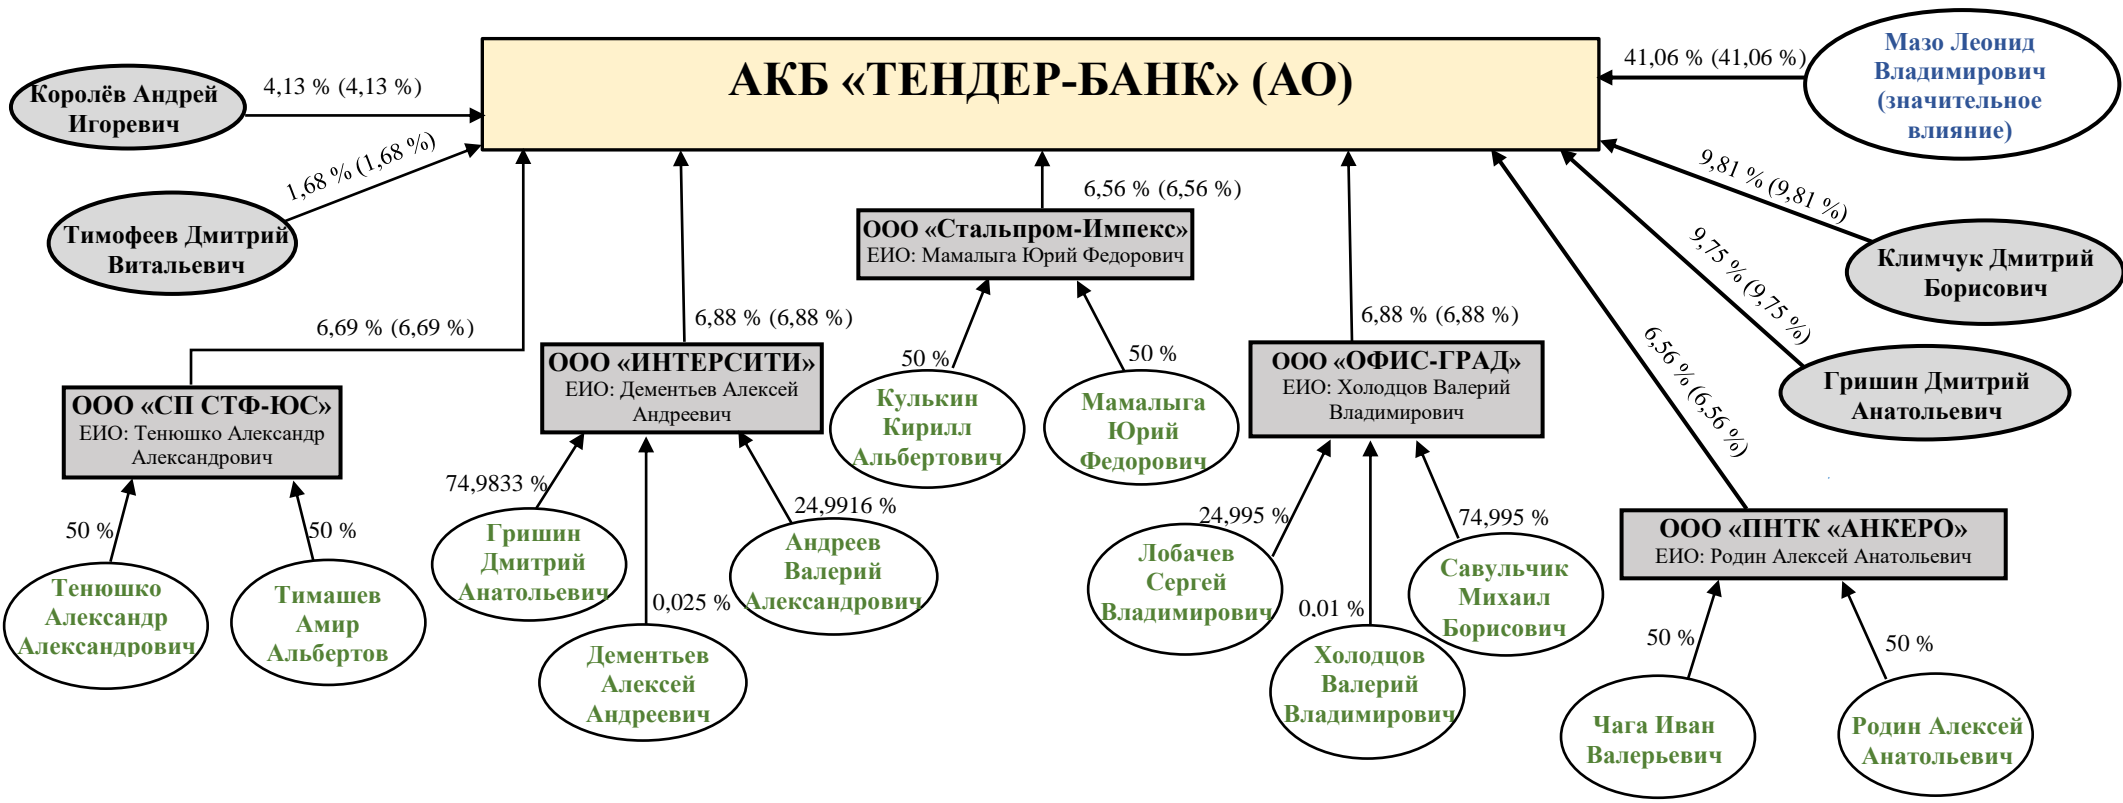 АКБ «ТЕНДЕР-БАНК» (АО)
Королёв Андрей
Игоревич
4,13 % (4,13 %)
Тимофеев Дмитрий
Витальевич
1,68 % (1,68 %)
41,06 % (41,06 %)
Мазо Леонид
Владимирович
(значительное
влияние)
9,81 % (9,81 %)
Климчук Дмитрий
Борисович
9,75 % (9,75 %)
Гришин Дмитрий
Анатольевич
6,69 % (6,69 %)
ООО «СП СТФ-ЮС»
ЕИО: Тенюшко Александр
Александрович
50 %
50 %
Тенюшко
Александр
Александрович
Тимашев
Амир
Альбертов
6,88 % (6,88 %)
ООО «ИНТЕРСИТИ»
ЕИО: Дементьев Алексей
Андреевич
74,9833 %
24,9916 %
0,025 %
Гришин
Дмитрий
Анатольевич
Дементьев
Алексей
Андреевич
Андреев
Валерий
Александрович
6,56 % (6,56 %)
ООО «Стальпром-Импекс»
ЕИО: Мамалыга Юрий Федорович
50 %
50 %
Кулькин
Кирилл
Альбертович
Мамалыга
Юрий
Федорович
6,88 % (6,88 %)
ООО «ОФИС-ГРАД»
ЕИО: Холодцов Валерий
Владимирович
24,995 %
74,995 %
0,01 %
Лобачев
Сергей
Владимирович
Холодцов
Валерий
Владимирович
Савульчик
Михаил
Борисович
6,56 % (6,56 %)
ООО «ПНТК «АНКЕРО»
ЕИО: Родин Алексей Анатольевич
50 %
50 %
Чага Иван
Валерьевич
Родин Алексей
Анатольевич